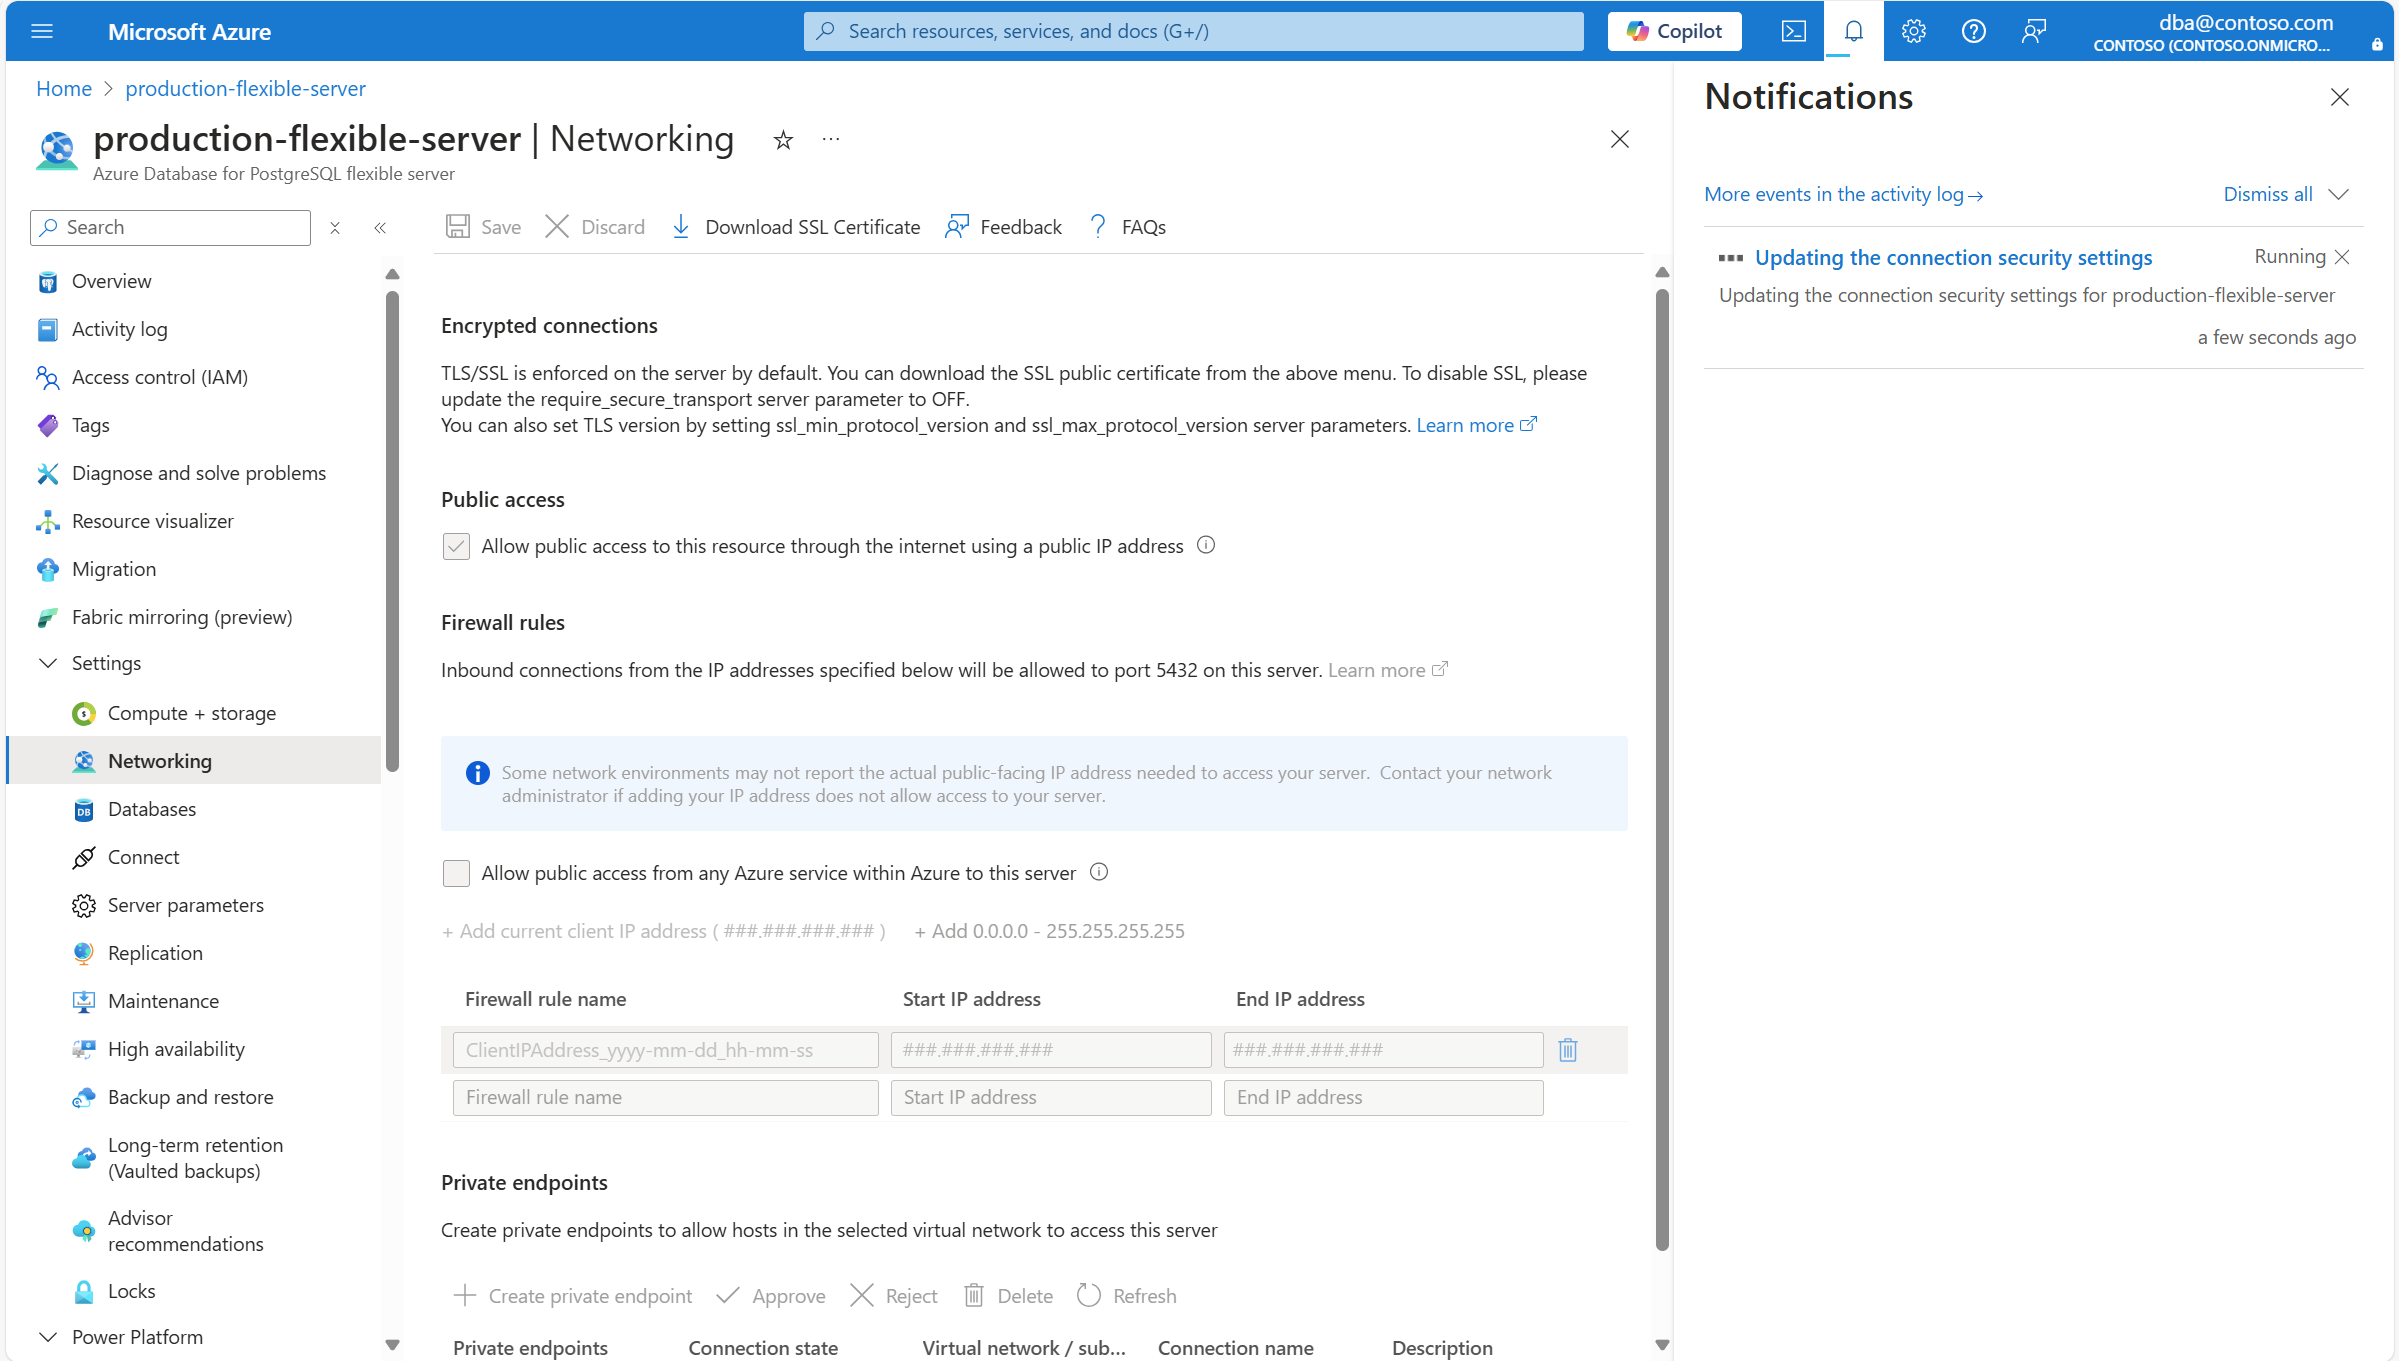 Microsoft Azure
Search resources, services, and docs (G+/)
Copilot
dba@contoso.com
CONTOSO (CONTOSO.ONMICRO...
Home > production-flexible-server
production-flexible-server | Networking
Azure Database for PostgreSQL flexible server
Search
Save
Discard
Download SSL Certificate
Feedback
FAQs
Overview
Activity log
Access control (IAM)
Tags
Diagnose and solve problems
Resource visualizer
Migration
Fabric mirroring (preview)
Settings
Compute + storage
Networking
Databases
Connect
Server parameters
Replication
Maintenance
High availability
Backup and restore
Long-term retention
(Vaulted backups)
Advisor
recommendations
Locks
Power Platform
Encrypted connections
TLS/SSL is enforced on the server by default. You can download the SSL public certificate from the above menu. To disable SSL, please
update the require_secure_transport server parameter to OFF.
You can also set TLS version by setting ssl_min_protocol_version and ssl_max_protocol_version server parameters. Learn more
Public access
Allow public access to this resource through the internet using a public IP address
Firewall rules
Inbound connections from the IP addresses specified below will be allowed to port 5432 on this server. Learn more
Some network environments may not report the actual public-facing IP address needed to access your server. Contact your network
administrator if adding your IP address does not allow access to your server.
Allow public access from any Azure service within Azure to this server
+ Add current client IP address ( ###.###.###.### )
+ Add 0.0.0.0 - 255.255.255.255
Firewall rule name
Start IP address
End IP address
ClientIPAddress_yyyy-mm-dd_hh-mm-ss
###.###.###.###
###.###.###.###
Firewall rule name
Start IP address
End IP address
Private endpoints
Create private endpoints to allow hosts in the selected virtual network to access this server
Create private endpoint
Approve
Reject
Delete
Refresh
Private endpoints
Connection state
Virtual network / sub...
Connection name
Description
Notifications
More events in the activity log→
Dismiss all
Updating the connection security settings
Running
Updating the connection security settings for production-flexible-server
a few seconds ago